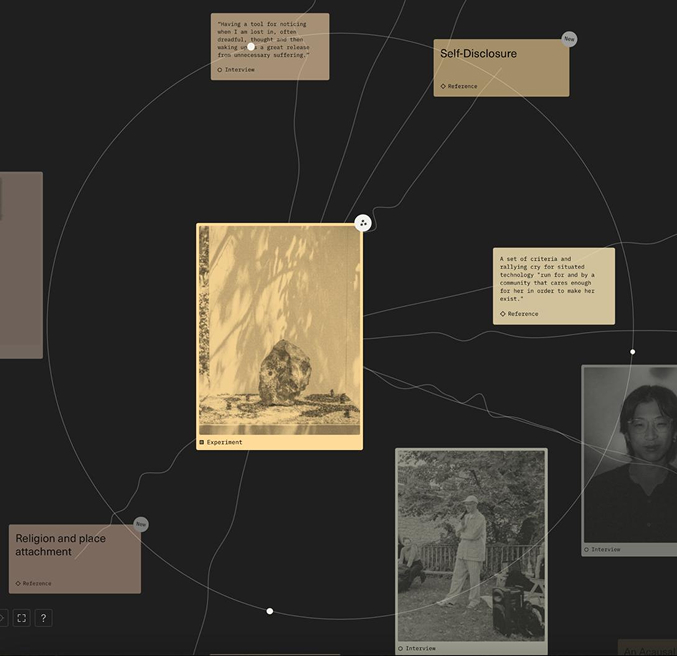 "Having a tool for noticing
when I am lost in, often
dreadful, thought and then
waking up is a great release
from unnecessary suffering."
Interview
New
Self-Disclosure
Reference
A set of criteria and
rallying cry for situated
technology "run for and by a
community that cares enough
for her in order to make her
exist."
Reference
Experiment
Interview
New
Religion and place
attachment
Reference
?
Interview
An Acausal